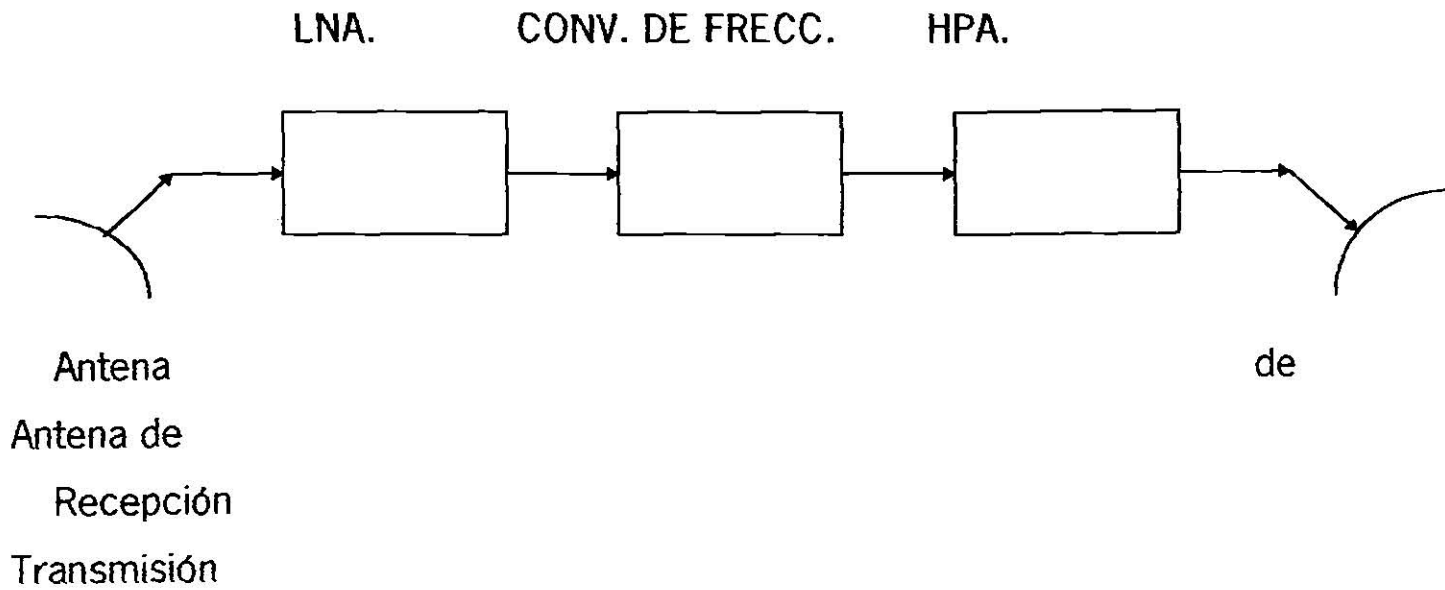 LNA. CONV. DE FRECC. HPA.
Antena de
Antena de
Recepción
Transmisión